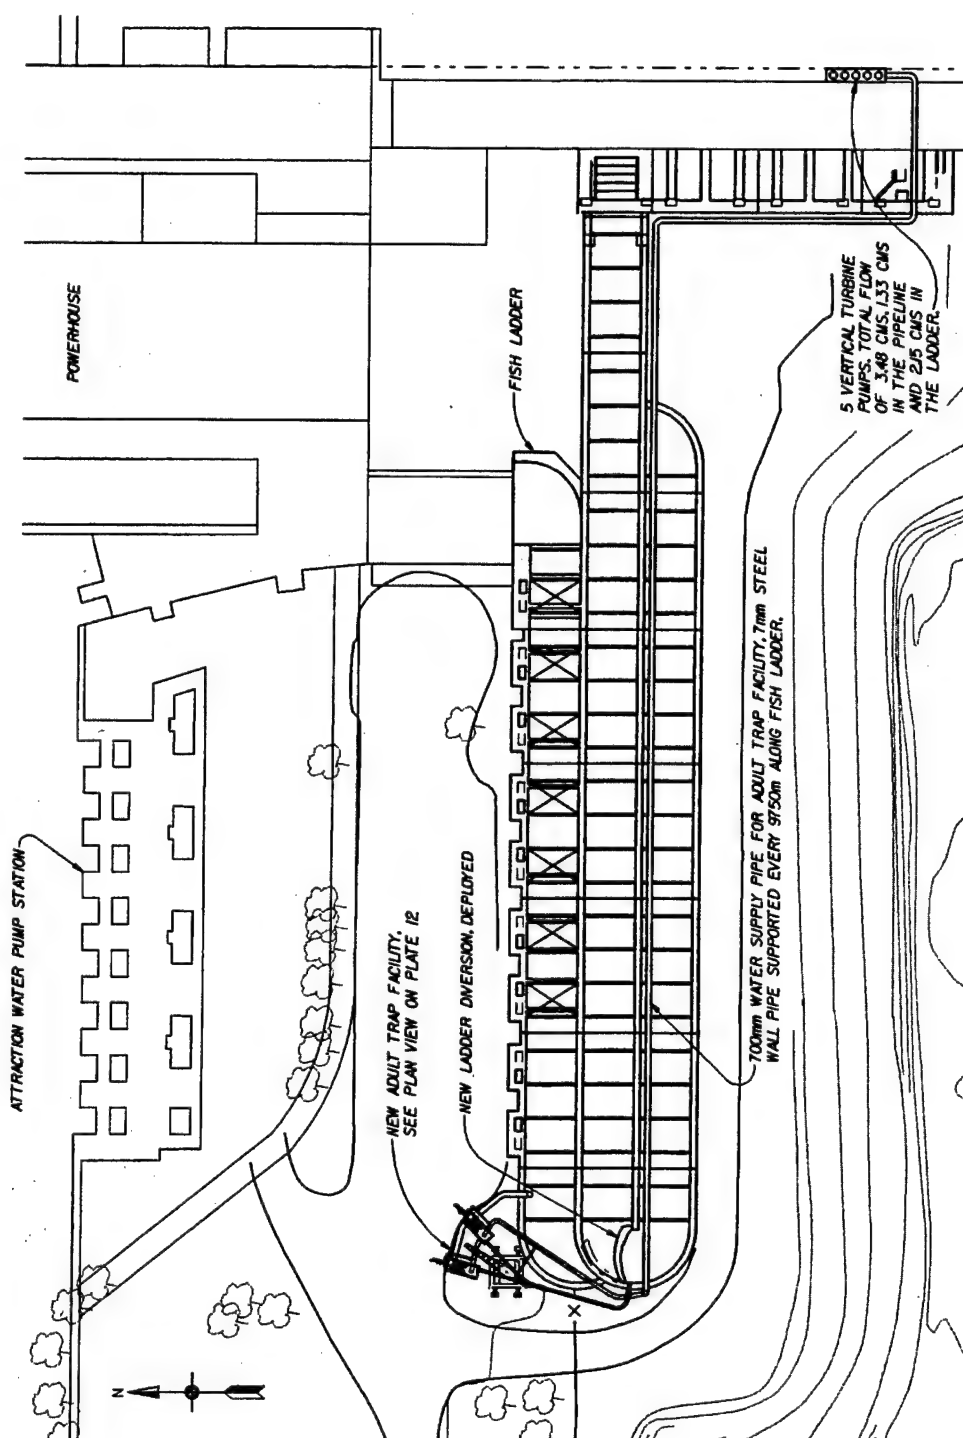 POWERHOUSE
FISH LADDER
5 VERTICAL TURBINE
PUMPS. TOTAL FLOW
OF 3.48 CMS. 1.33 CMS
IN THE PIPELINE
AND 2.15 CMS IN
THE LADDER.
ATTRACTION WATER PUMP STATION
NEW ADULT TRAP FACILITY.
SEE PLAN VIEW ON PLATE 12
NEW LADDER DIVERSION, DEPLOYED
700mm WATER SUPPLY PIPE FOR ADULT TRAP FACILITY, 7mm STEEL
WALL PIPE SUPPORTED EVERY 9750m ALONG FISH LADDER.
N